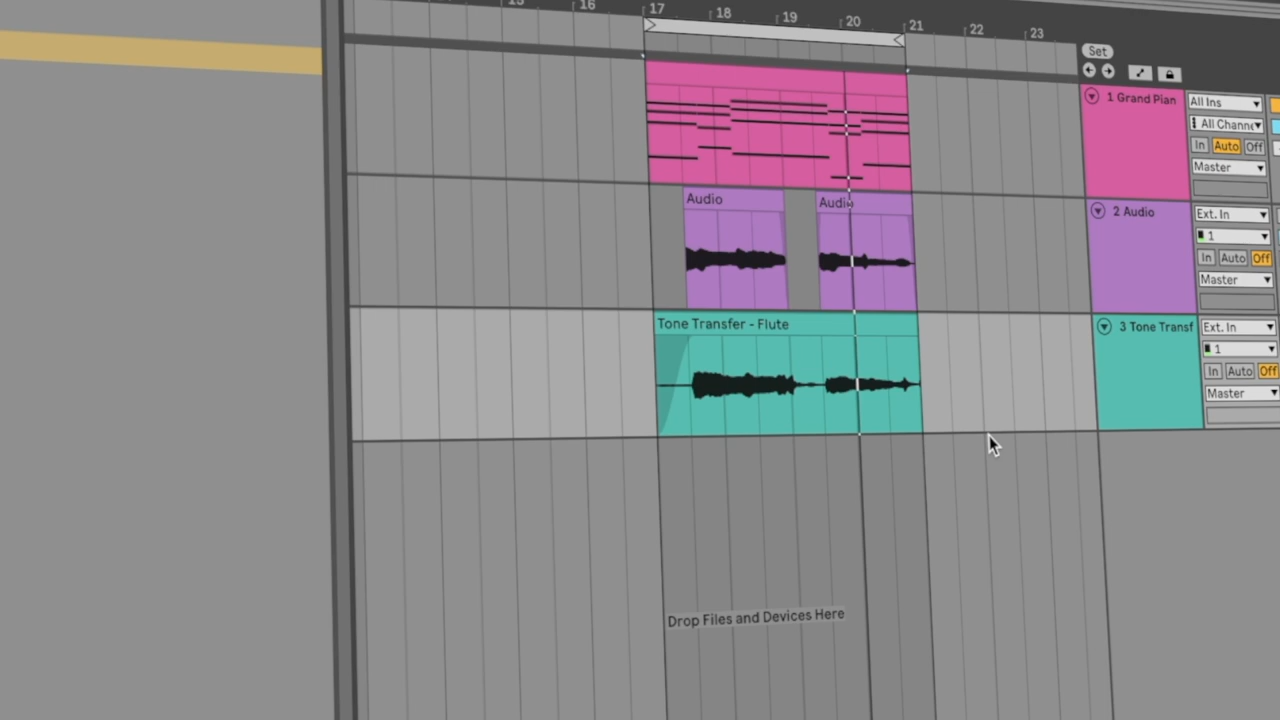 15
16
17
18
19
20
21
22
23
Set
1 Grand Pian
All Ins
All Channe
In Auto Off
Master
Audio
Audio
2 Audio
Ext. In
1
In Auto Off
Master
Tone Transfer - Flute
3 Tone Transf
Ext. In
1
In Auto Off
Master
Drop Files and Devices Here